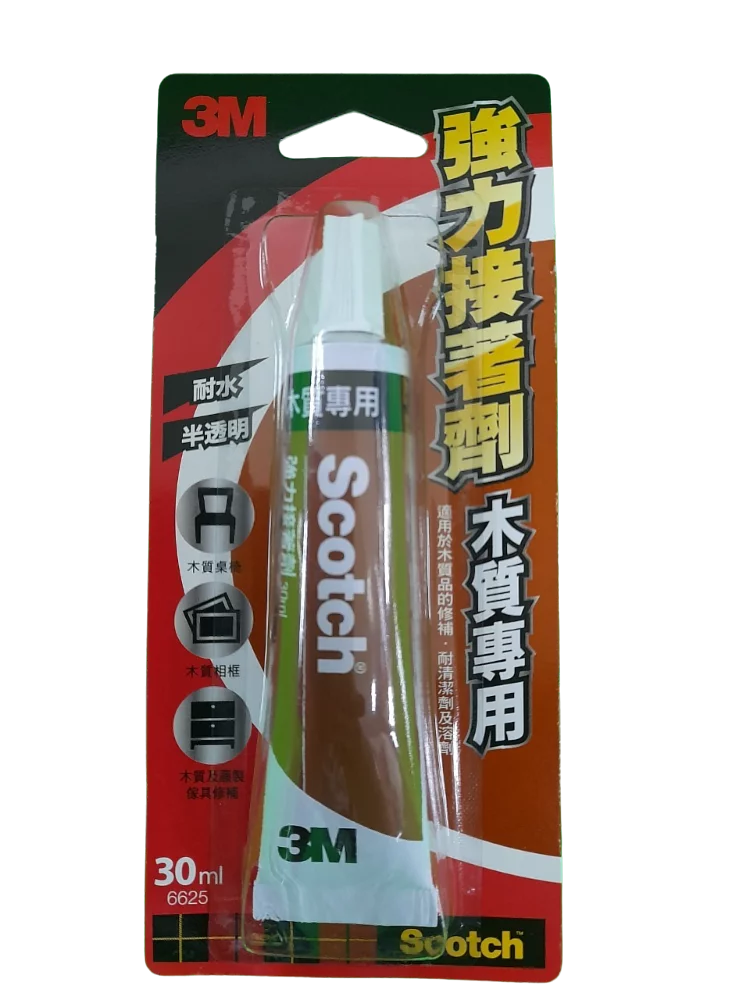 3M
強力接著劑
木質專用
適用於木質品的修補・耐清潔劑及溶劑
耐水
半透明
木質桌椅
木質相框
木質及藤製
傢具修補
木質專用
Scotch®
強力接著劑 30ml
3M
30ml
6625
Scotch™